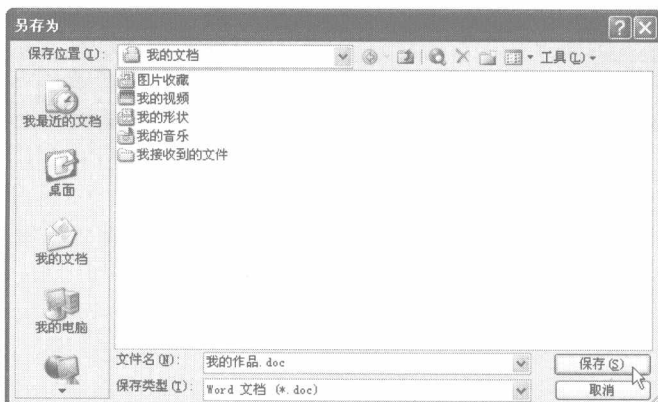 另存为
保存位置(I):
我的文档
工具(L)
图片收藏
我的视频
我的形状
我的音乐
我接收到的文件
我最近的文档
桌面
我的文档
我的电脑
文件名(N): 我的作品.doc
保存(S)
保存类型(T): Word 文档 (*.doc)
取消